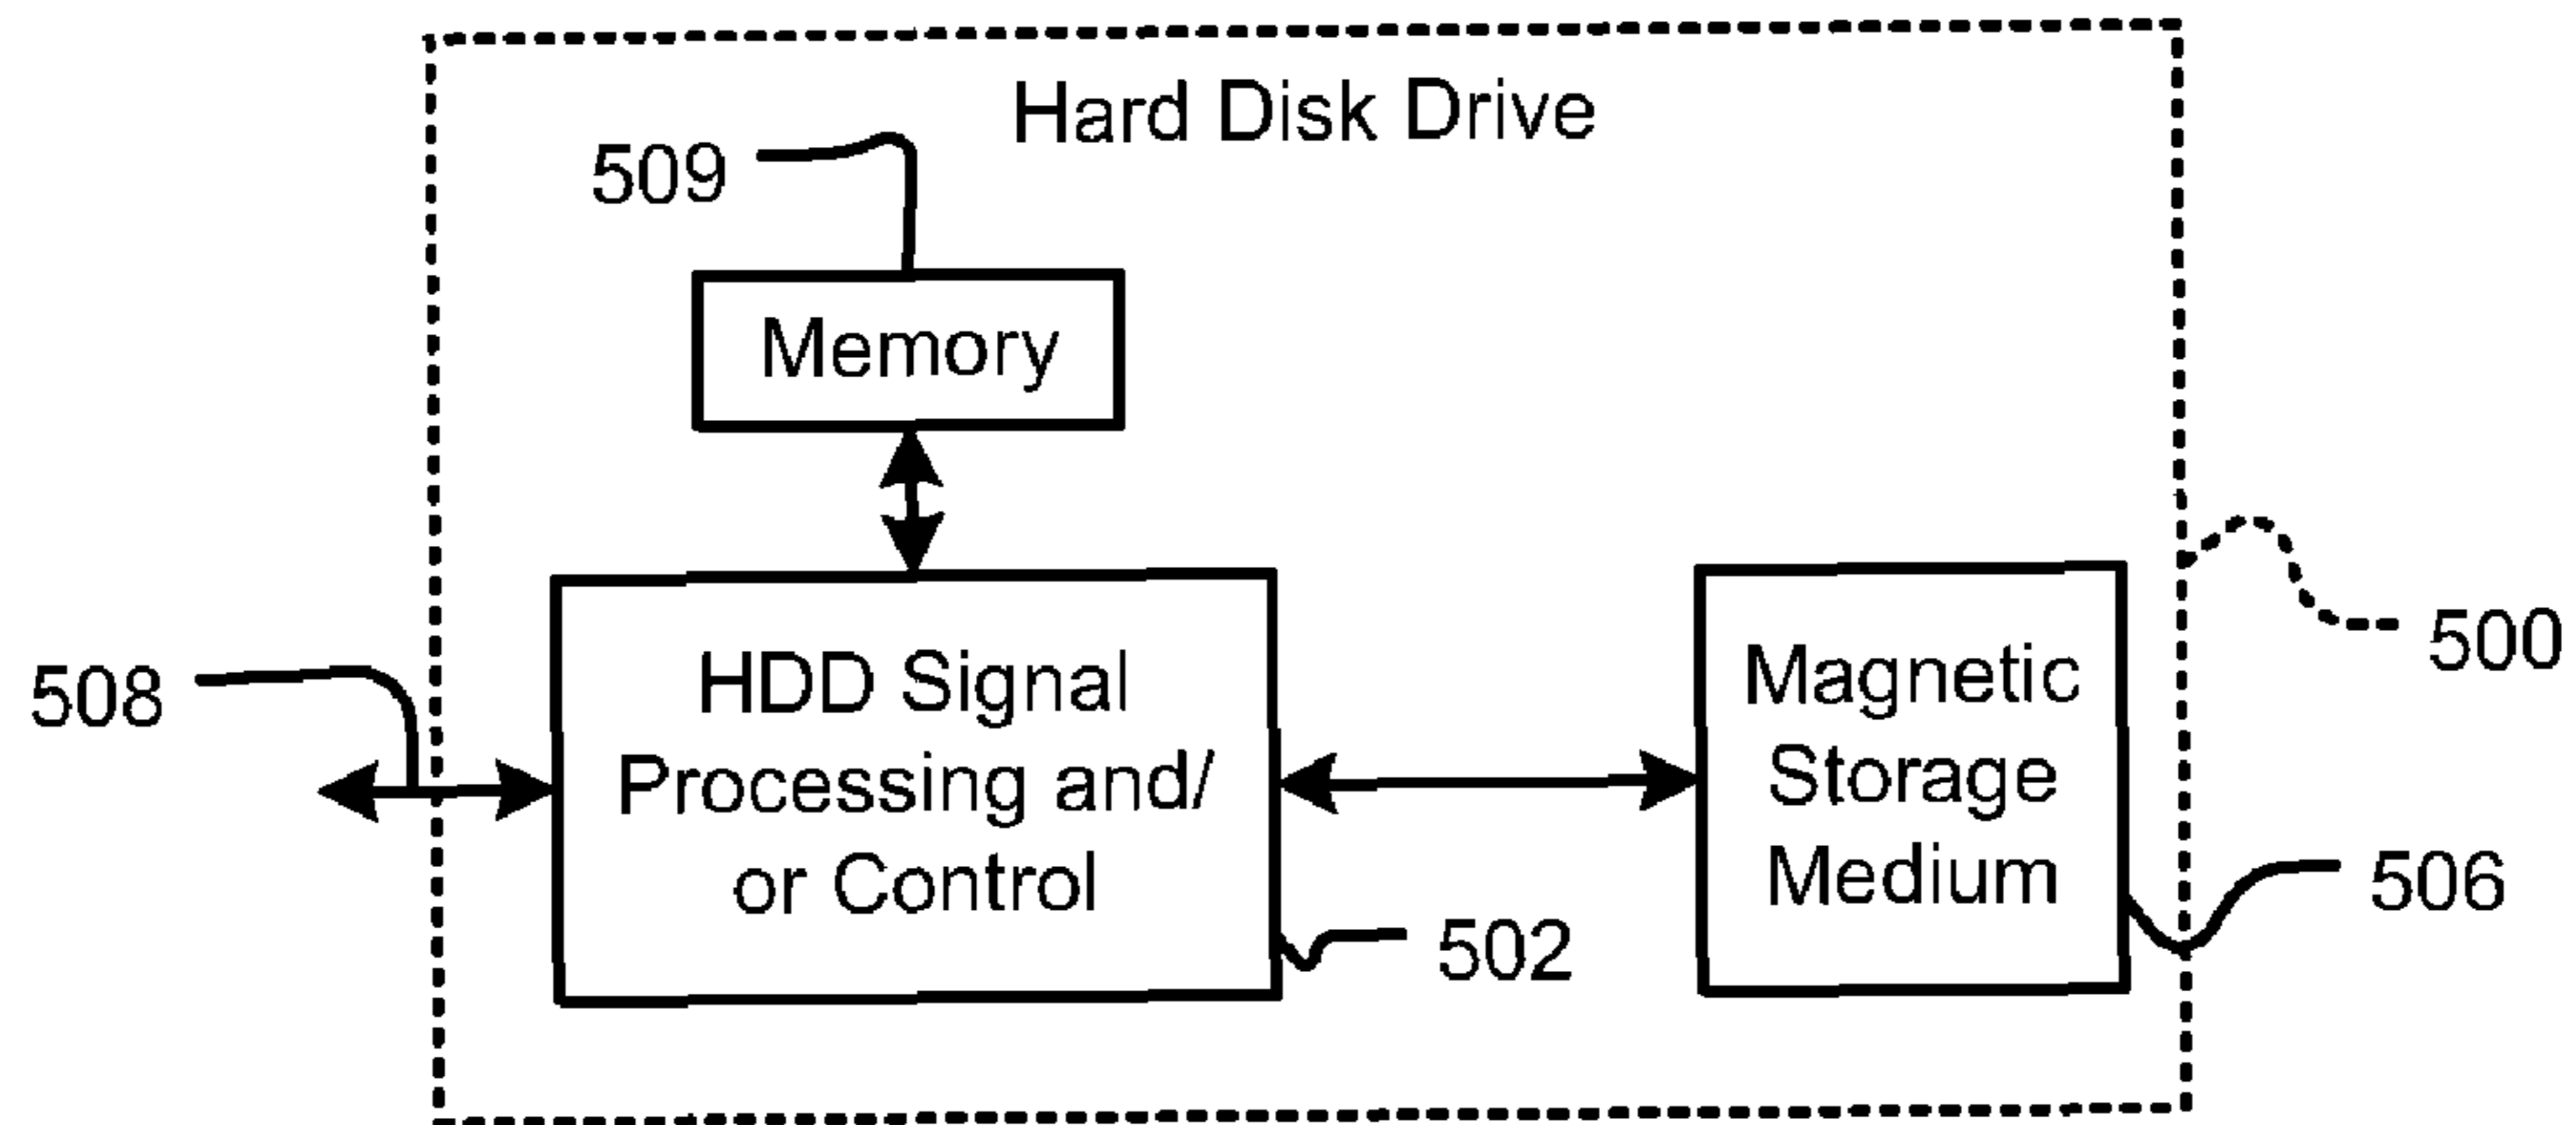 Hard Disk Drive
509
Memory
508
HDD Signal
Processing and/
or Control
502
Magnetic
Storage
Medium
500
506